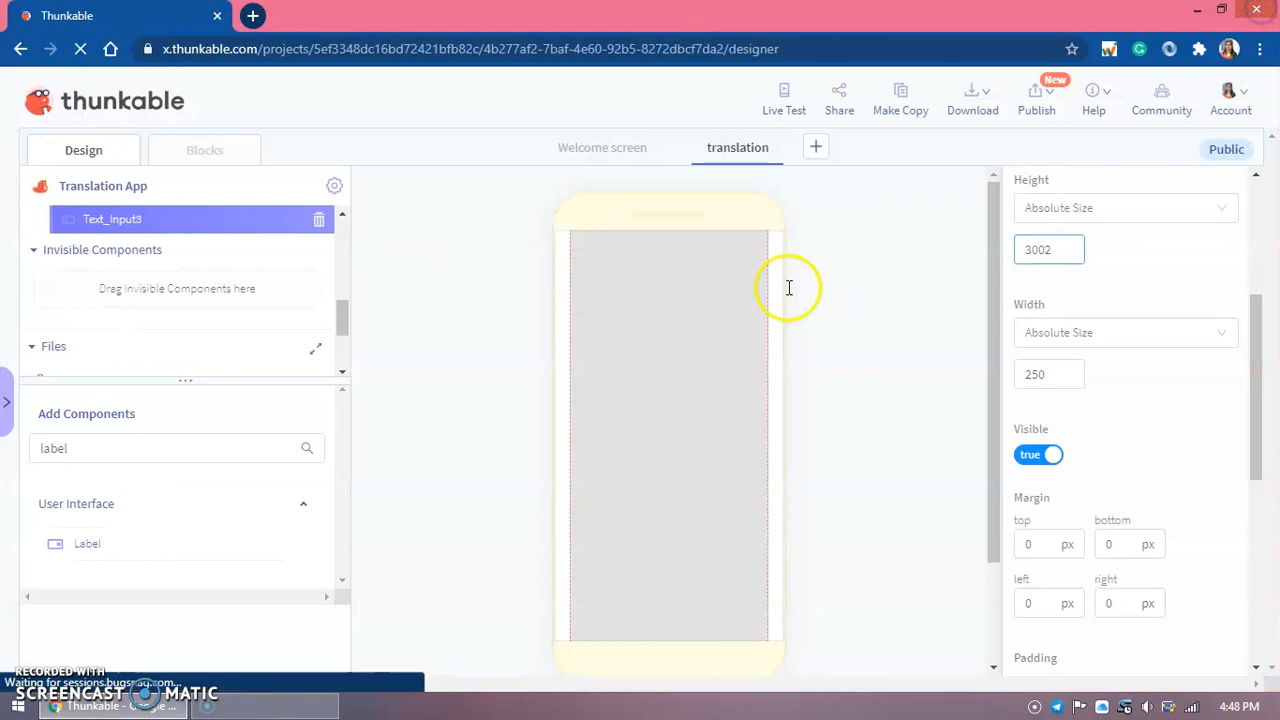 Thunkable
x.thunkable.com/projects/5ef3348dc16bd72421bfb82c/4b277af2-7baf-4e60-92b5-8272dbcf7da2/designer
thunkable
Live Test
Share
Make Copy
Download
New
Publish
Help
Community
Account
Design
Blocks
Welcome screen
translation
Public
Translation App
Text_Input3
Invisible Components
Drag Invisible Components here
Files
Add Components
label
User Interface
Label
Height
Absolute Size
3002
Width
Absolute Size
250
Visible
true
Margin
top
bottom
0 px
0 px
left
right
0 px
0 px
Padding
Waiting for sessions.bugsnag.com...
RECORDED WITH
SCREENCAST MATIC
Thunkable - Google ...
4:48 PM